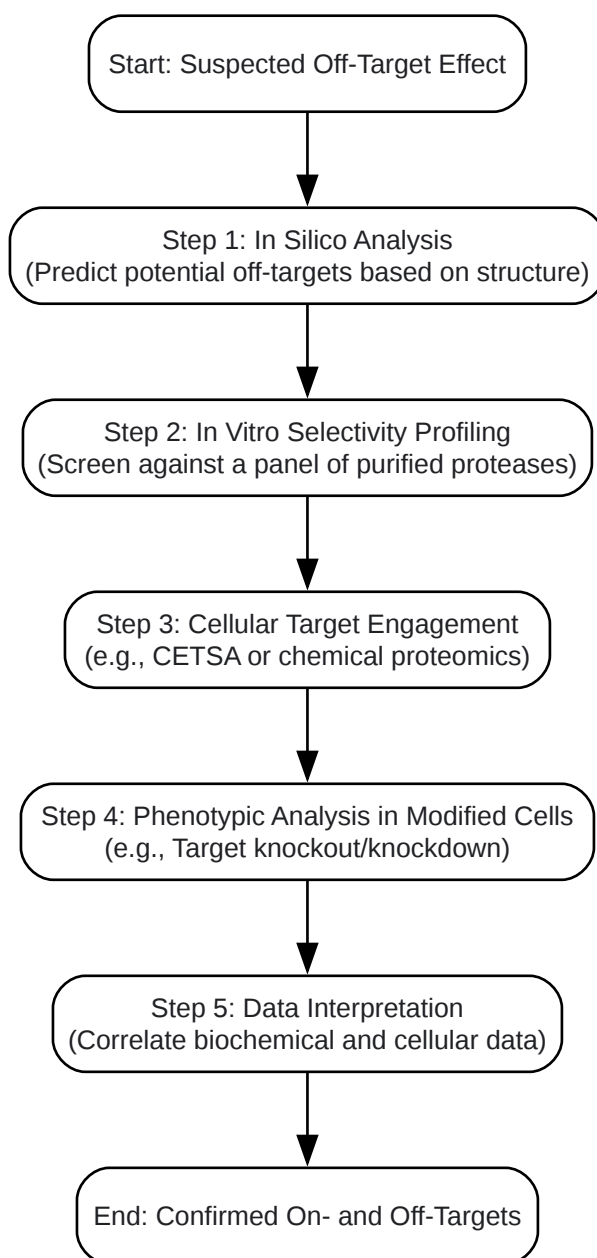 Start: Suspected Off-Target Effect
Step 1: In Silico Analysis
(Predict potential off-targets based on structure)
Step 2: In Vitro Selectivity Profiling
(Screen against a panel of purified proteases)
Step 3: Cellular Target Engagement
(e.g., CETSA or chemical proteomics)
Step 4: Phenotypic Analysis in Modified Cells
(e.g., Target knockout/knockdown)
Step 5: Data Interpretation
(Correlate biochemical and cellular data)
End: Confirmed On- and Off-Targets